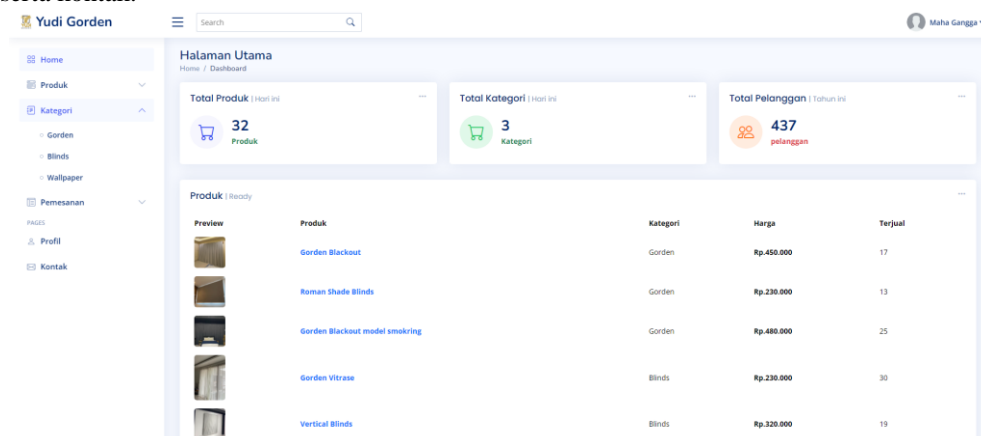 serta kontak.
Yudi Gorden
Search
Maha Gangga
Home
Produk
Kategori
Gorden
Blinds
Wallpaper
Pemesanan
PAGES
Profil
Kontak
Halaman Utama
Home / Dashboard
Total Produk | Hari ini
32
Produk
Total Kategori | Hari ini
3
Kategori
Total Pelanggan | Tahun ini
437
pelanggan
Produk | Ready
Preview Produk Kategori Harga Terjual
Gorden Blackout Gorden Rp.450.000 17
Roman Shade Blinds Gorden Rp.230.000 13
Gorden Blackout model smokring Gorden Rp.480.000 25
Gorden Vitrase Blinds Rp.230.000 30
Vertical Blinds Blinds Rp.320.000 19